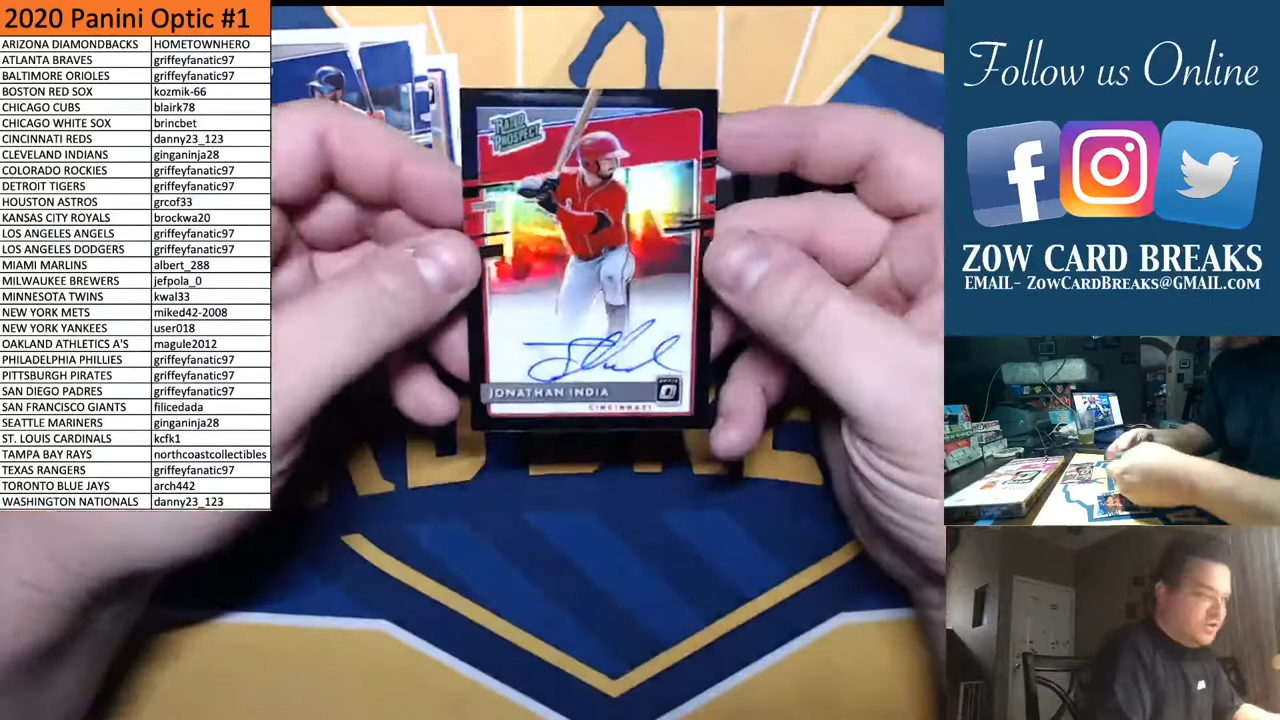 2020 Panini Optic #1
ARIZONA DIAMONDBACKS HOMETOWNHERO
ATLANTA BRAVES griffeyfanatic97
BALTIMORE ORIOLES griffeyfanatic97
BOSTON RED SOX kozmik-66
CHICAGO CUBS blairk78
CHICAGO WHITE SOX brincbet
CINCINNATI REDS danny23_123
CLEVELAND INDIANS ginganinja28
COLORADO ROCKIES griffeyfanatic97
DETROIT TIGERS griffeyfanatic97
HOUSTON ASTROS grcof33
KANSAS CITY ROYALS brockwa20
LOS ANGELES ANGELS griffeyfanatic97
LOS ANGELES DODGERS griffeyfanatic97
MIAMI MARLINS albert_288
MILWAUKEE BREWERS jefpola_0
MINNESOTA TWINS kwal33
NEW YORK METS miked42-2008
NEW YORK YANKEES user018
OAKLAND ATHLETICS A'S magule2012
PHILADELPHIA PHILLIES griffeyfanatic97
PITTSBURGH PIRATES griffeyfanatic97
SAN DIEGO PADRES griffeyfanatic97
SAN FRANCISCO GIANTS filicedada
SEATTLE MARINERS ginganinja28
ST. LOUIS CARDINALS kcfk1
TAMPA BAY RAYS northcoastcollectibles
TEXAS RANGERS griffeyfanatic97
TORONTO BLUE JAYS arch442
WASHINGTON NATIONALS danny23_123
RATED PROSPECT
JONATHAN INDIA
CINCINNATI
OPTIC
Follow us Online
ZOW CARD BREAKS
EMAIL- ZOWCARDBREAKS@GMAIL.COM